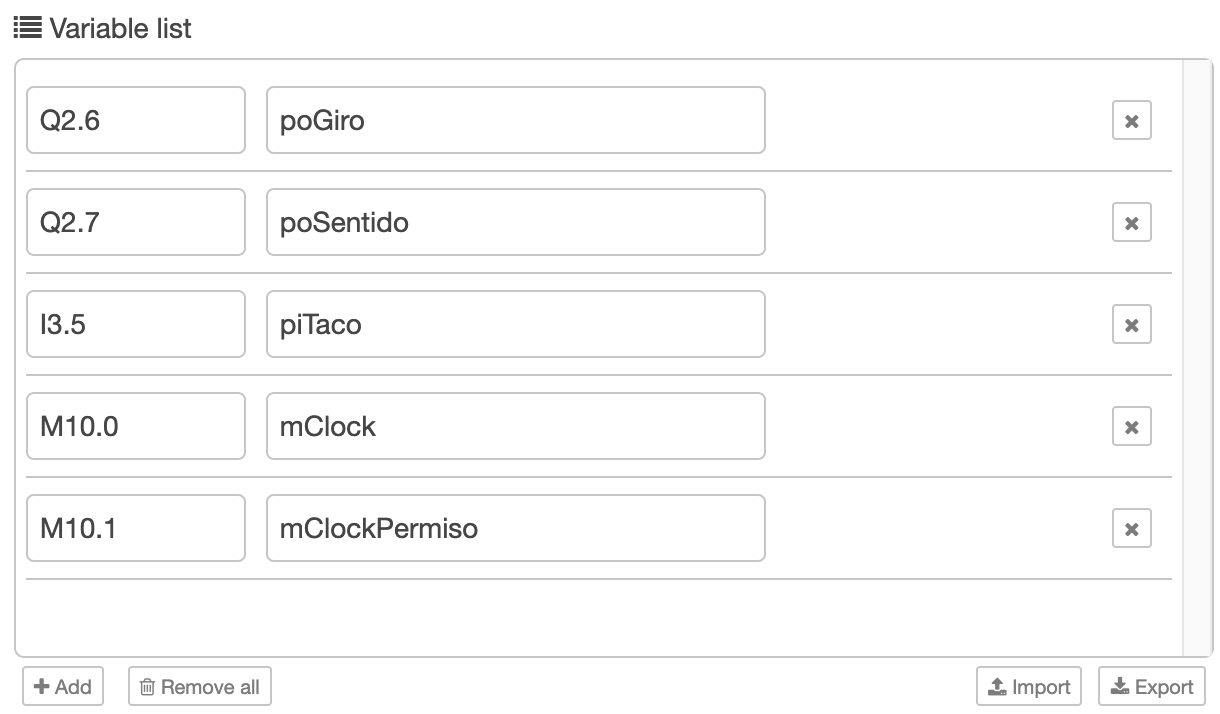 Variable list
Q2.6 poGiro
Q2.7 poSentido
I3.5 piTaco
M10.0 mClock
M10.1 mClockPermiso
Add Remove all Import Export